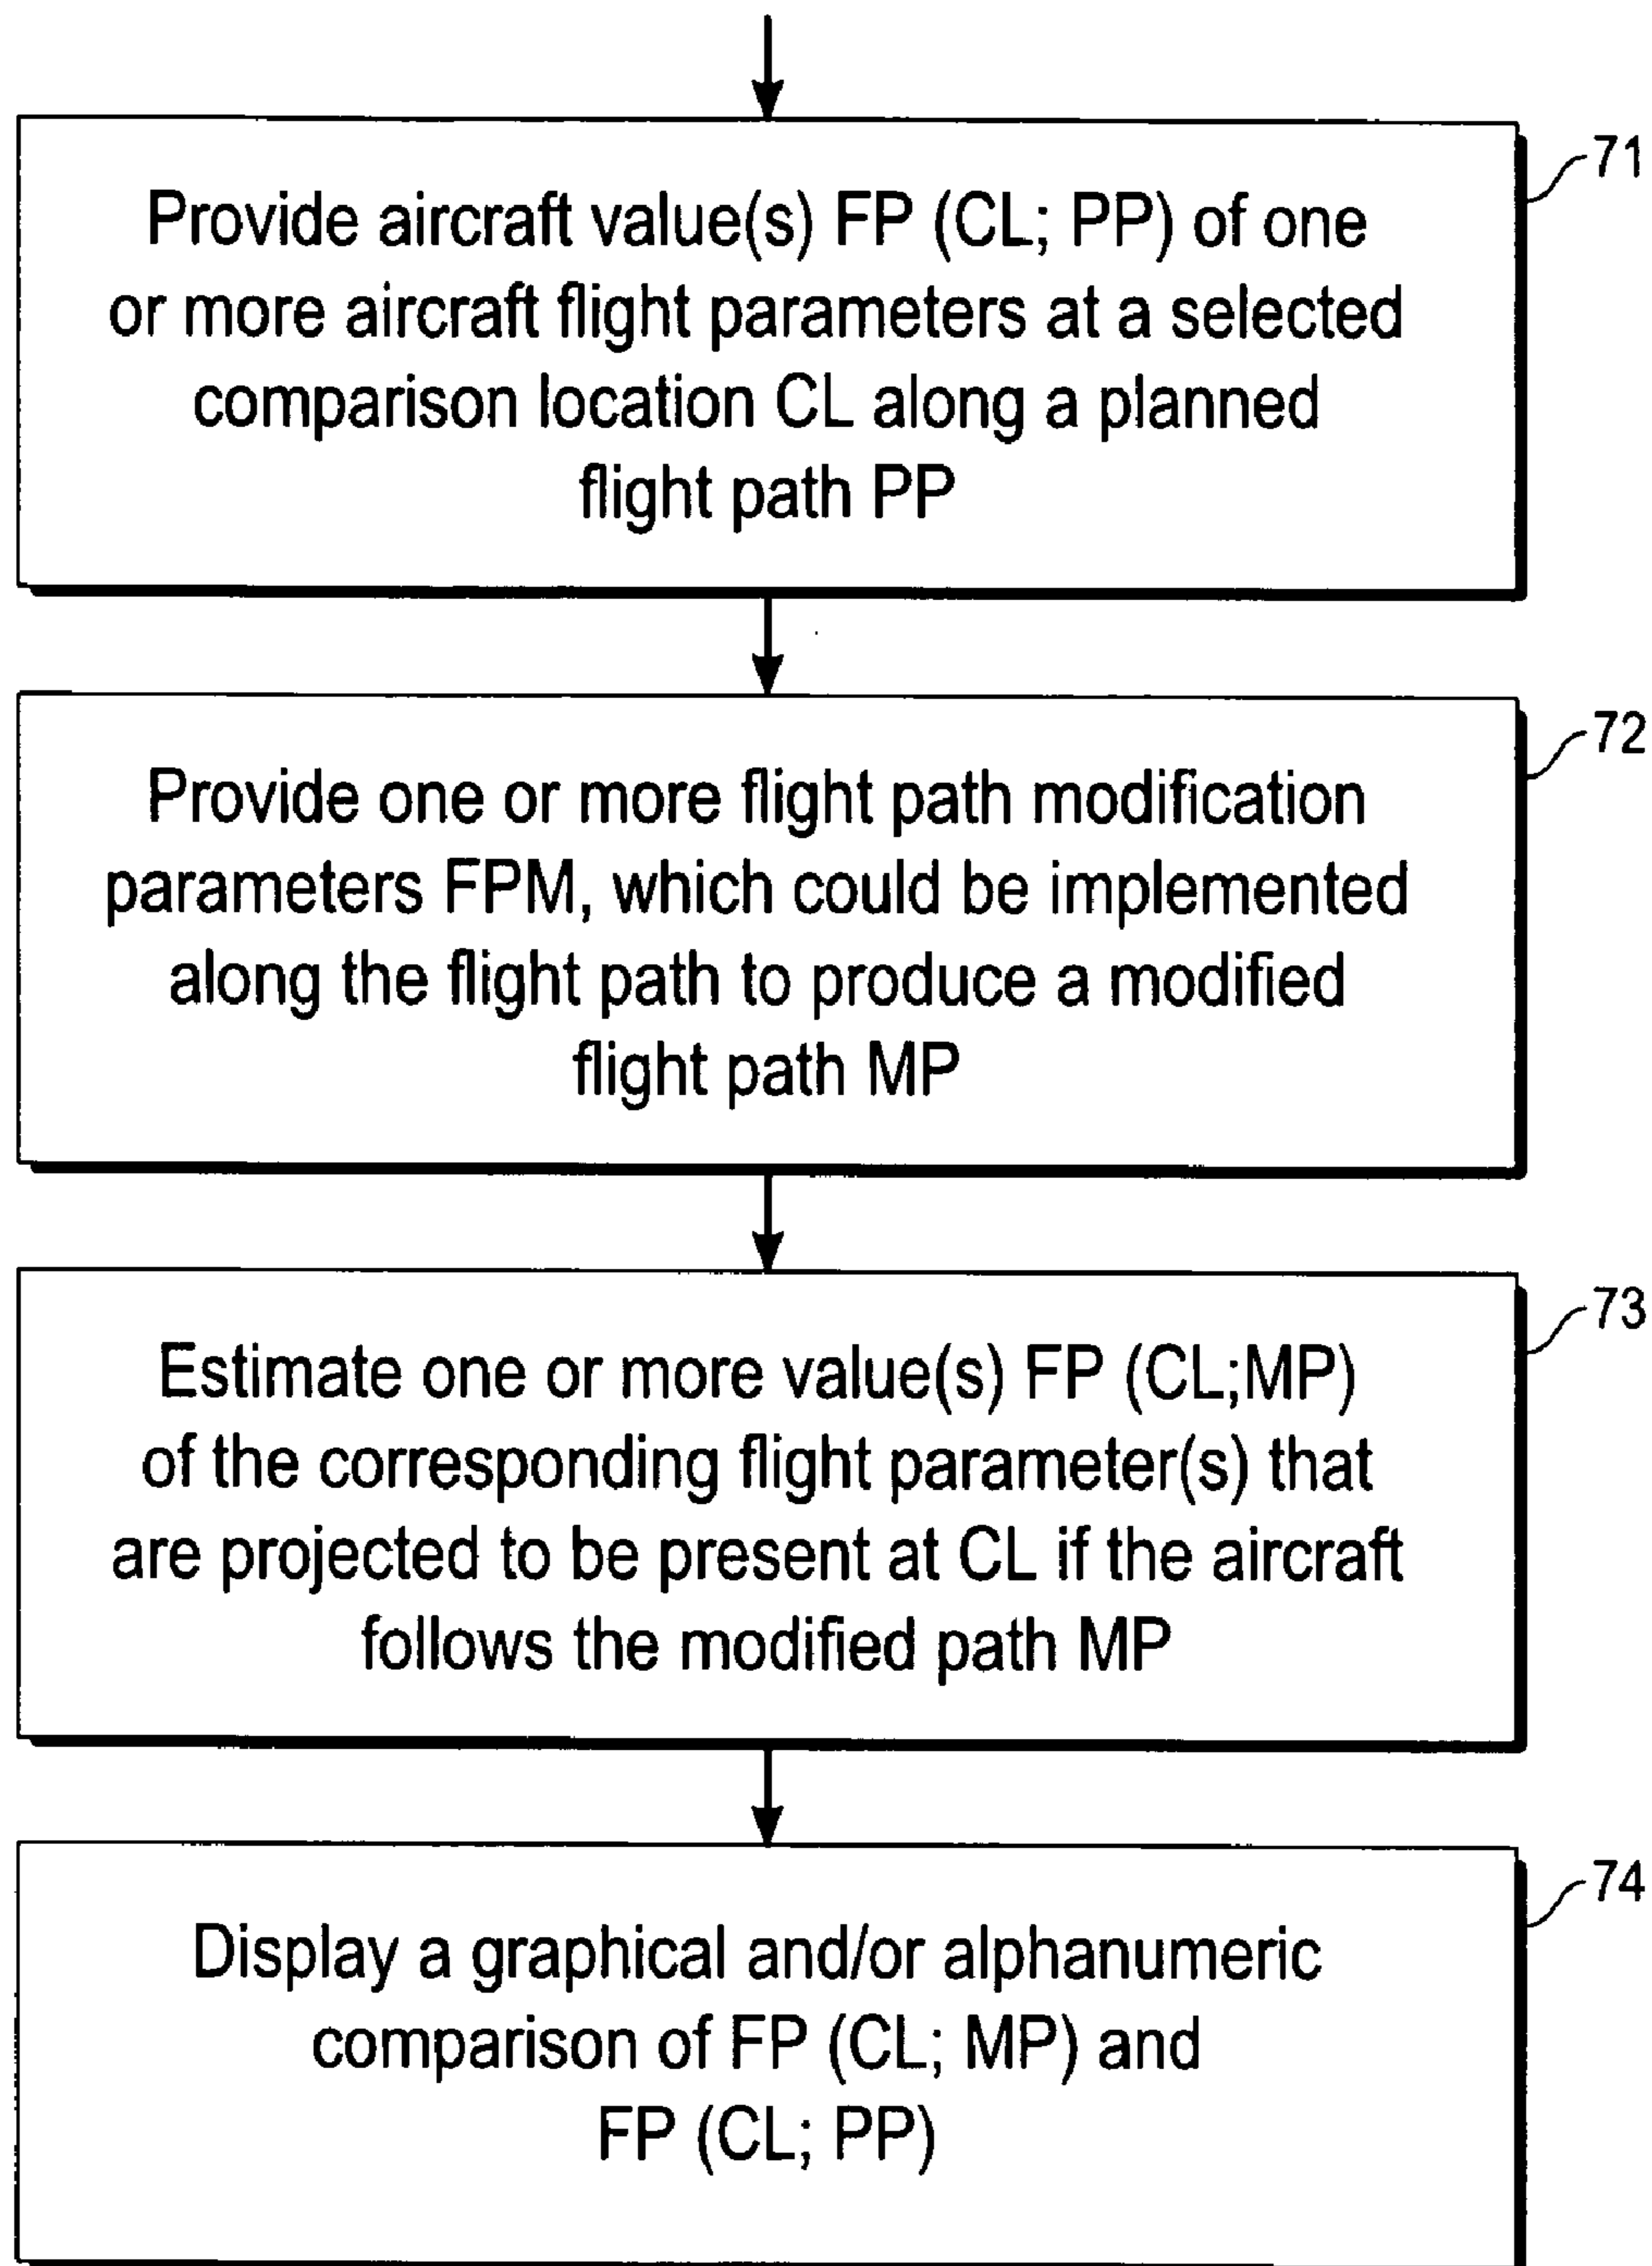 71
Provide aircraft value(s) FP (CL; PP) of one
or more aircraft flight parameters at a selected
comparison location CL along a planned
flight path PP
72
Provide one or more flight path modification
parameters FPM, which could be implemented
along the flight path to produce a modified
flight path MP
73
Estimate one or more value(s) FP (CL;MP)
of the corresponding flight parameter(s) that
are projected to be present at CL if the aircraft
follows the modified path MP
74
Display a graphical and/or alphanumeric
comparison of FP (CL; MP) and
FP (CL; PP)